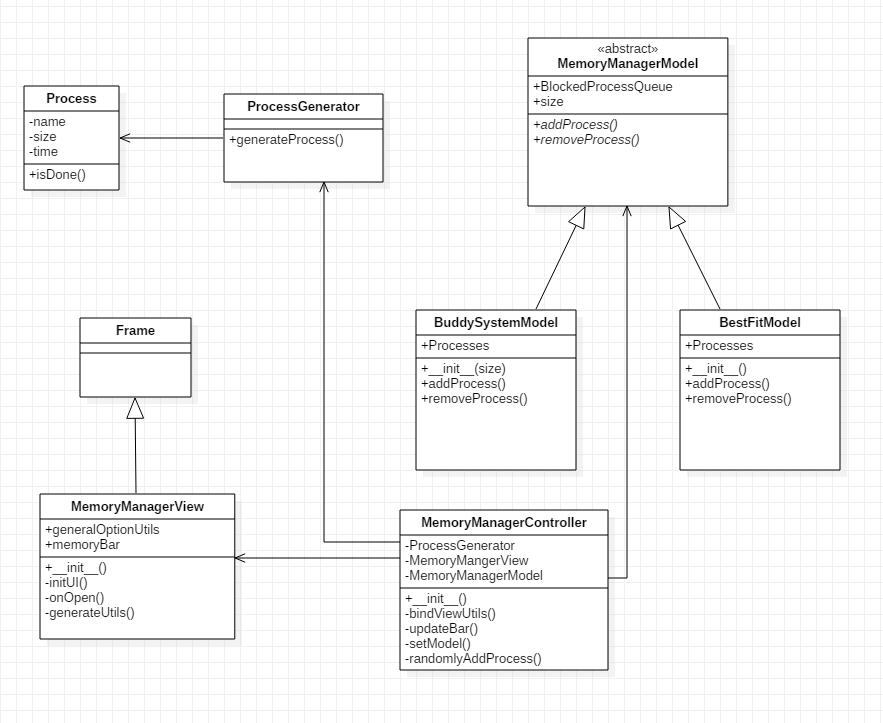 Process
-name
-size
-time
+isDone()
ProcessGenerator
+generateProcess()
«abstract»
MemoryManagerModel
+BlockedProcessQueue
+size
+addProcess()
+removeProcess()
Frame
BuddySystemModel
+Processes
+__init__(size)
+addProcess()
+removeProcess()
BestFitModel
+Processes
+__init__()
+addProcess()
+removeProcess()
MemoryManagerView
+generalOptionUtils
+memoryBar
+__init__()
-initUI()
-onOpen()
-generateUtils()
MemoryManagerController
-ProcessGenerator
-MemoryMangerView
-MemoryManagerModel
+__init__()
-bindViewUtils()
-updateBar()
-setModel()
-randomlyAddProcess()